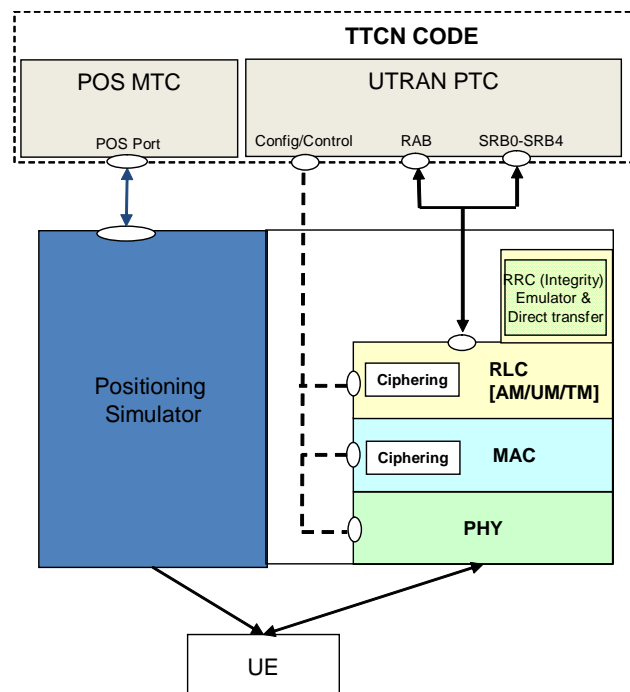 TTCN CODE
POS MTC
UTRAN PTC
POS Port
Config/Control
RAB
SRB0-SRB4
RRC (Integrity)
Emulator &
Direct transfer
Positioning
Simulator
Ciphering
RLC
[AM/UM/TM]
Ciphering
MAC
PHY
UE